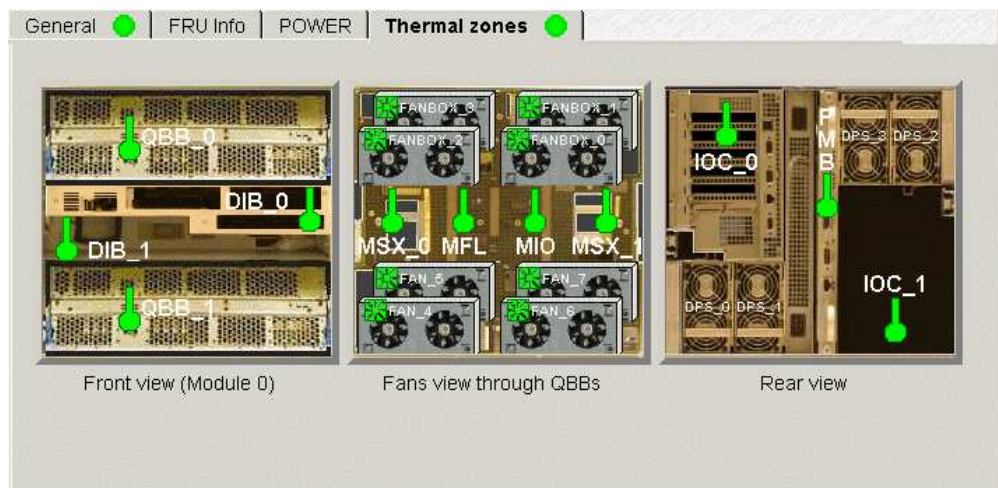 General FRU Info POWER Thermal zones
QBB_0
DIB_0
DIB_1
QBB_1
Front view (Module 0)
FANBOX_3 FANBOX_1
FANBOX_2 FANBOX_0
MSX_0 MFL MIO MSX_1
FAN_5 FAN_7
FAN_4 FAN_6
Fans view through QBBs
IOC_0
PMB
DPS_3 DPS_2
IOC_1
DPS_0 DPS_1
Rear view